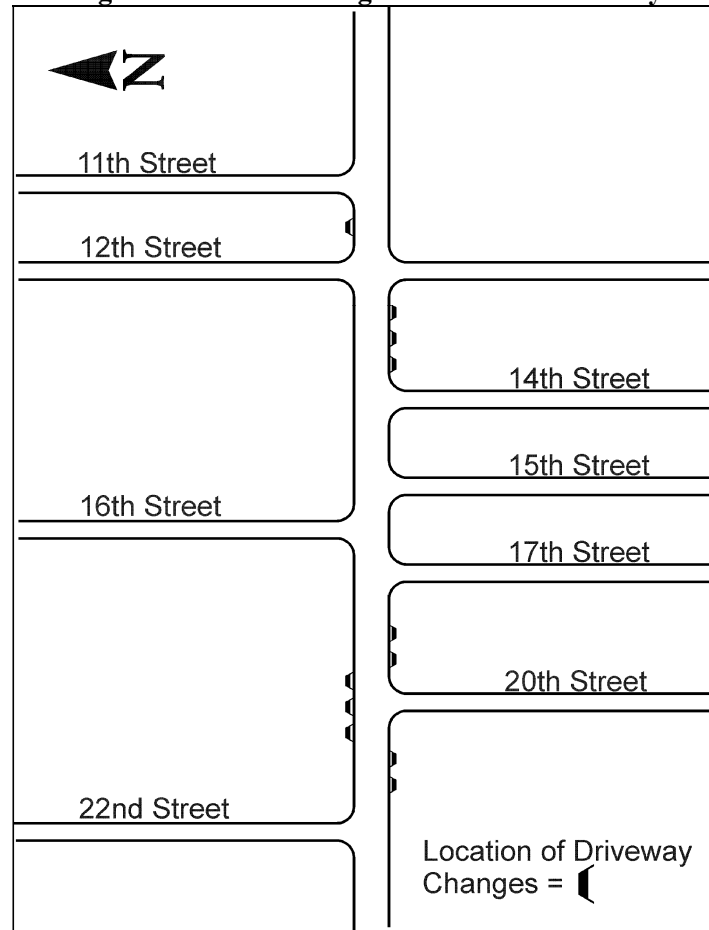 N
11th Street
12th Street
14th Street
15th Street
16th Street
17th Street
20th Street
22nd Street
Location of Driveway
Changes =